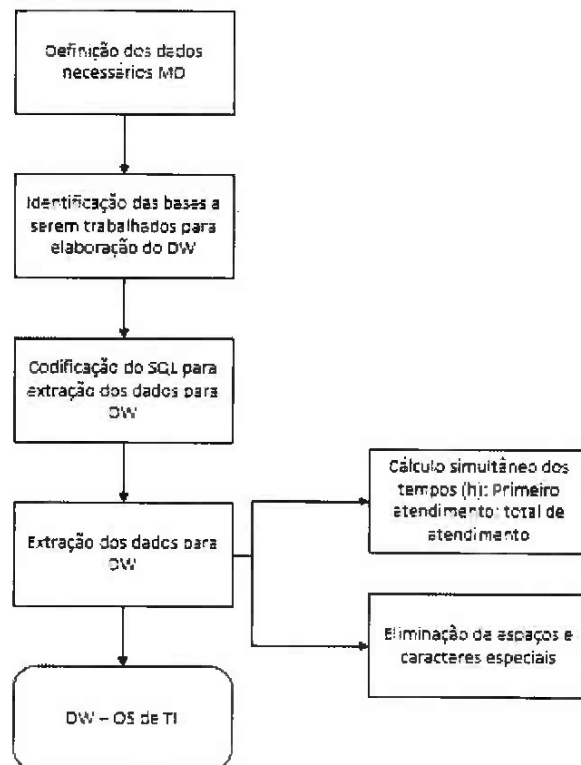 Definição dos dados
necessários MD
Identificação das bases a
serem trabalhados para
elaboração do DW
Codificação do SQL para
extração dos dados para
DW
Extração dos dados para
DW
Cálculo simultâneo dos
tempos (h): Primeiro
atendimento; total de
atendimento
Eliminação de espaços e
caracteres especiais
DW – OS de TI